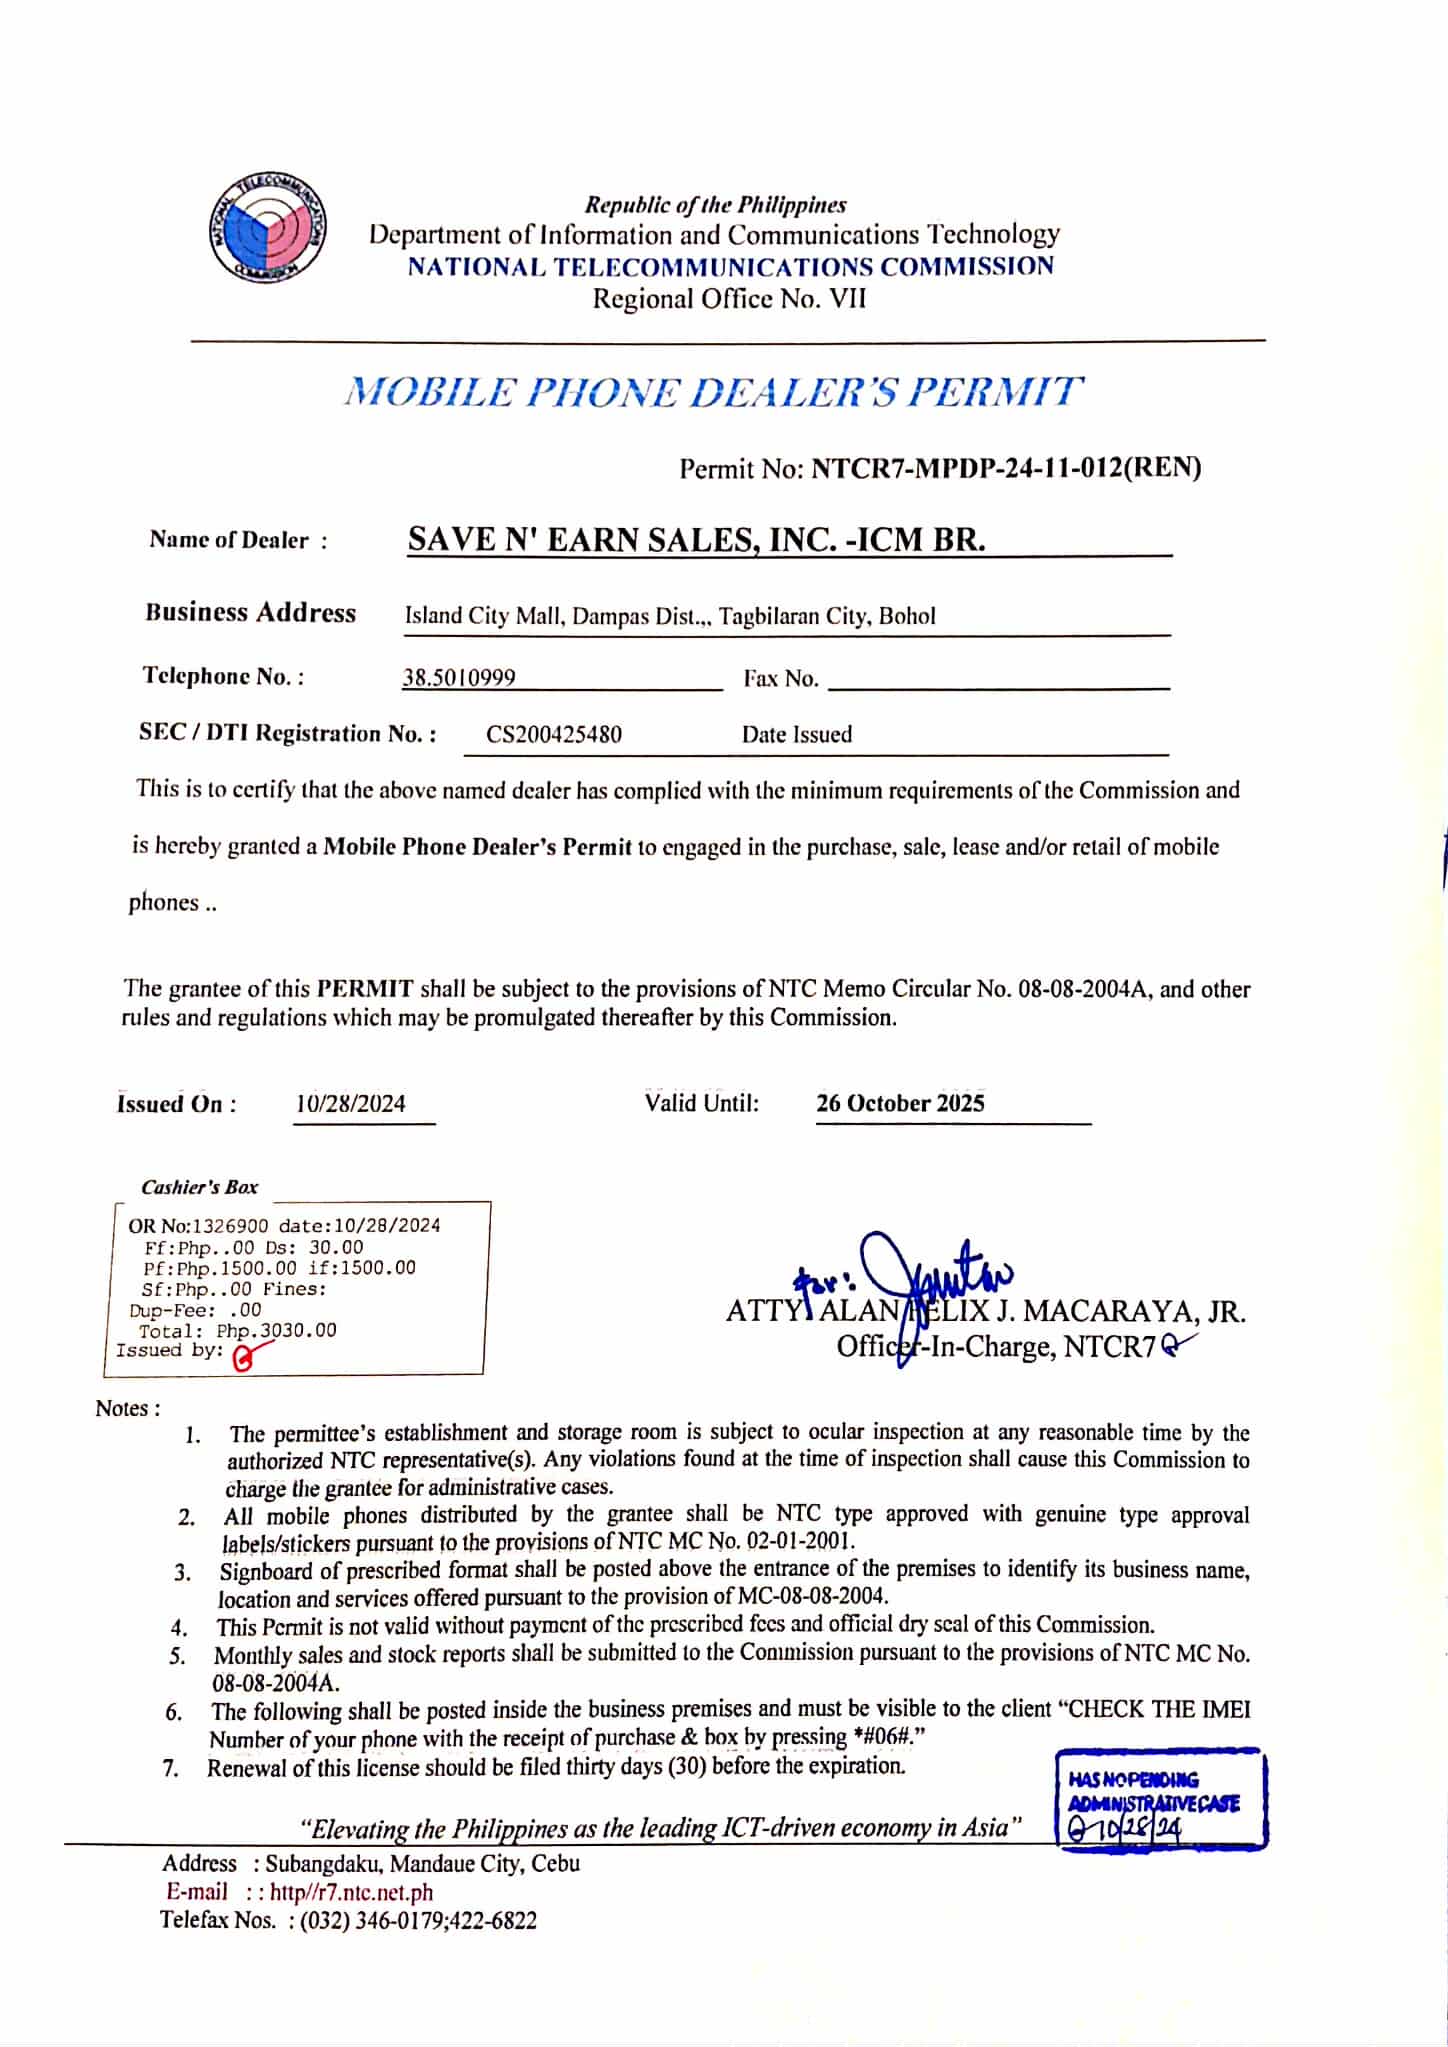 NATIONAL TELECOMMUNICATIONS COMMISSION
Republic of the Philippines
Department of Information and Communications Technology
NATIONAL TELECOMMUNICATIONS COMMISSION
Regional Office No. VII
MOBILE PHONE DEALER'S PERMIT
Permit No: NTCR7-MPDP-24-11-012(REN)
Name of Dealer : SAVE N' EARN SALES, INC. -ICM BR.
Business Address Island City Mall, Dampas Dist.,, Tagbilaran City, Bohol
Telephone No. : 38.5010999 Fax No.
SEC / DTI Registration No. : CS200425480 Date Issued
This is to certify that the above named dealer has complied with the minimum requirements of the Commission and
is hereby granted a Mobile Phone Dealer's Permit to engaged in the purchase, sale, lease and/or retail of mobile
phones ..
The grantee of this PERMIT shall be subject to the provisions of NTC Memo Circular No. 08-08-2004A, and other
rules and regulations which may be promulgated thereafter by this Commission.
Issued On : 10/28/2024 Valid Until: 26 October 2025
Cashier's Box
OR No:1326900 date:10/28/2024
Ff:Php..00 Ds: 30.00
Pf:Php.1500.00 if:1500.00
Sf:Php..00 Fines:
Dup-Fee: .00
Total: Php.3030.00
Issued by:
for:
ATTY. ALAN FELIX J. MACARAYA, JR.
Officer-In-Charge, NTCR7
Notes :
1. The permittee's establishment and storage room is subject to ocular inspection at any reasonable time by the
authorized NTC representative(s). Any violations found at the time of inspection shall cause this Commission to
charge the grantee for administrative cases.
2. All mobile phones distributed by the grantee shall be NTC type approved with genuine type approval
labels/stickers pursuant to the provisions of NTC MC No. 02-01-2001.
3. Signboard of prescribed format shall be posted above the entrance of the premises to identify its business name,
location and services offered pursuant to the provision of MC-08-08-2004.
4. This Permit is not valid without payment of the prescribed fees and official dry seal of this Commission.
5. Monthly sales and stock reports shall be submitted to the Commission pursuant to the provisions of NTC MC No.
08-08-2004A.
6. The following shall be posted inside the business premises and must be visible to the client “CHECK THE IMEI
Number of your phone with the receipt of purchase & box by pressing *#06#.”
7. Renewal of this license should be filed thirty days (30) before the expiration.
HAS NO PENDING
ADMINISTRATIVE CASE
10/28/24
“Elevating the Philippines as the leading ICT-driven economy in Asia”
Address : Subangdaku, Mandaue City, Cebu
E-mail : : http//r7.ntc.net.ph
Telefax Nos. : (032) 346-0179;422-6822